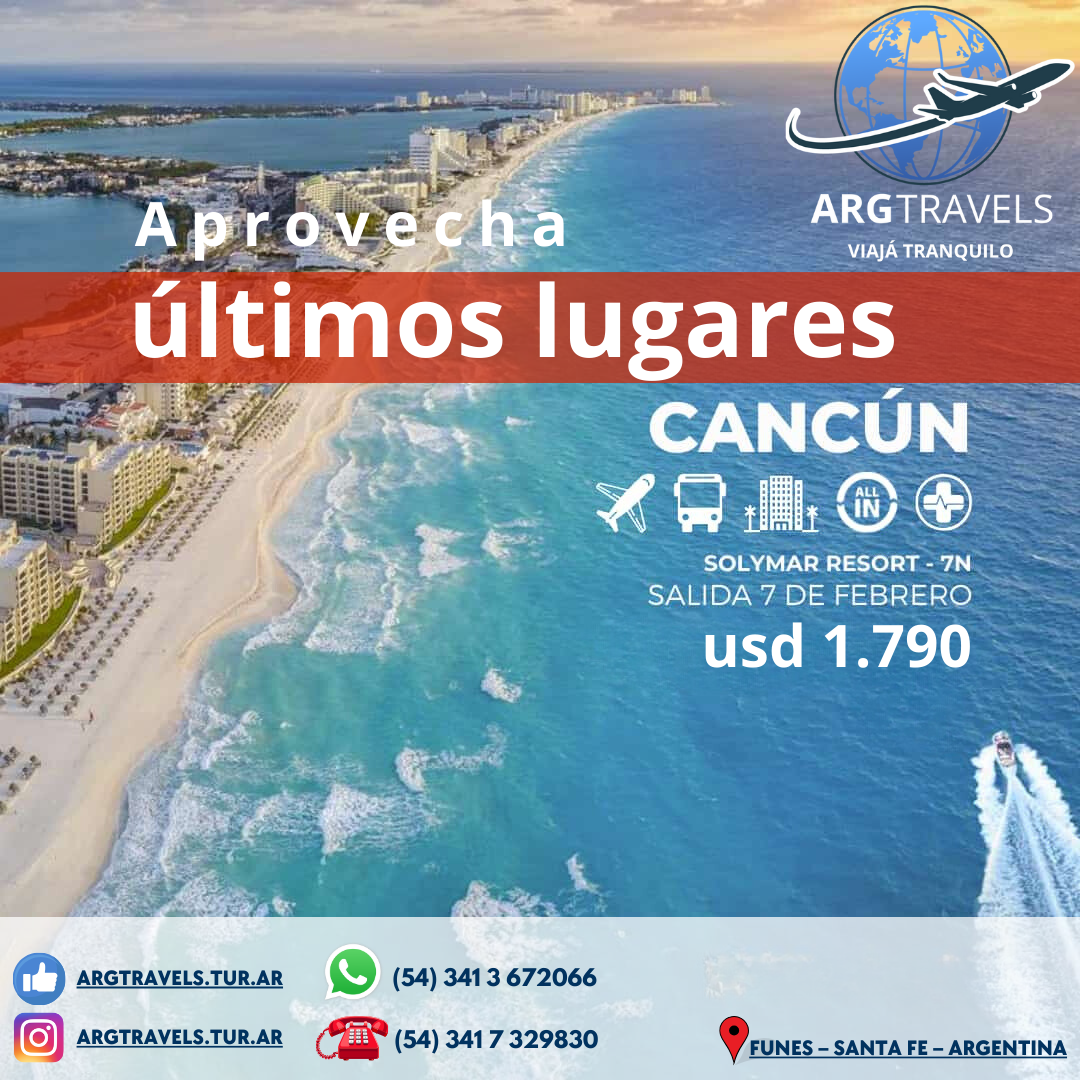 ARGTRAVELS
VIAJÁ TRANQUILO
Aprovecha
últimos lugares
CANCÚN
ALL
IN
SOLYMAR RESORT - 7N
SALIDA 7 DE FEBRERO
usd 1.790
ARGTRAVELS.TUR.AR
(54) 341 3 672066
ARGTRAVELS.TUR.AR
(54) 341 7 329830
FUNES – SANTA FE – ARGENTINA